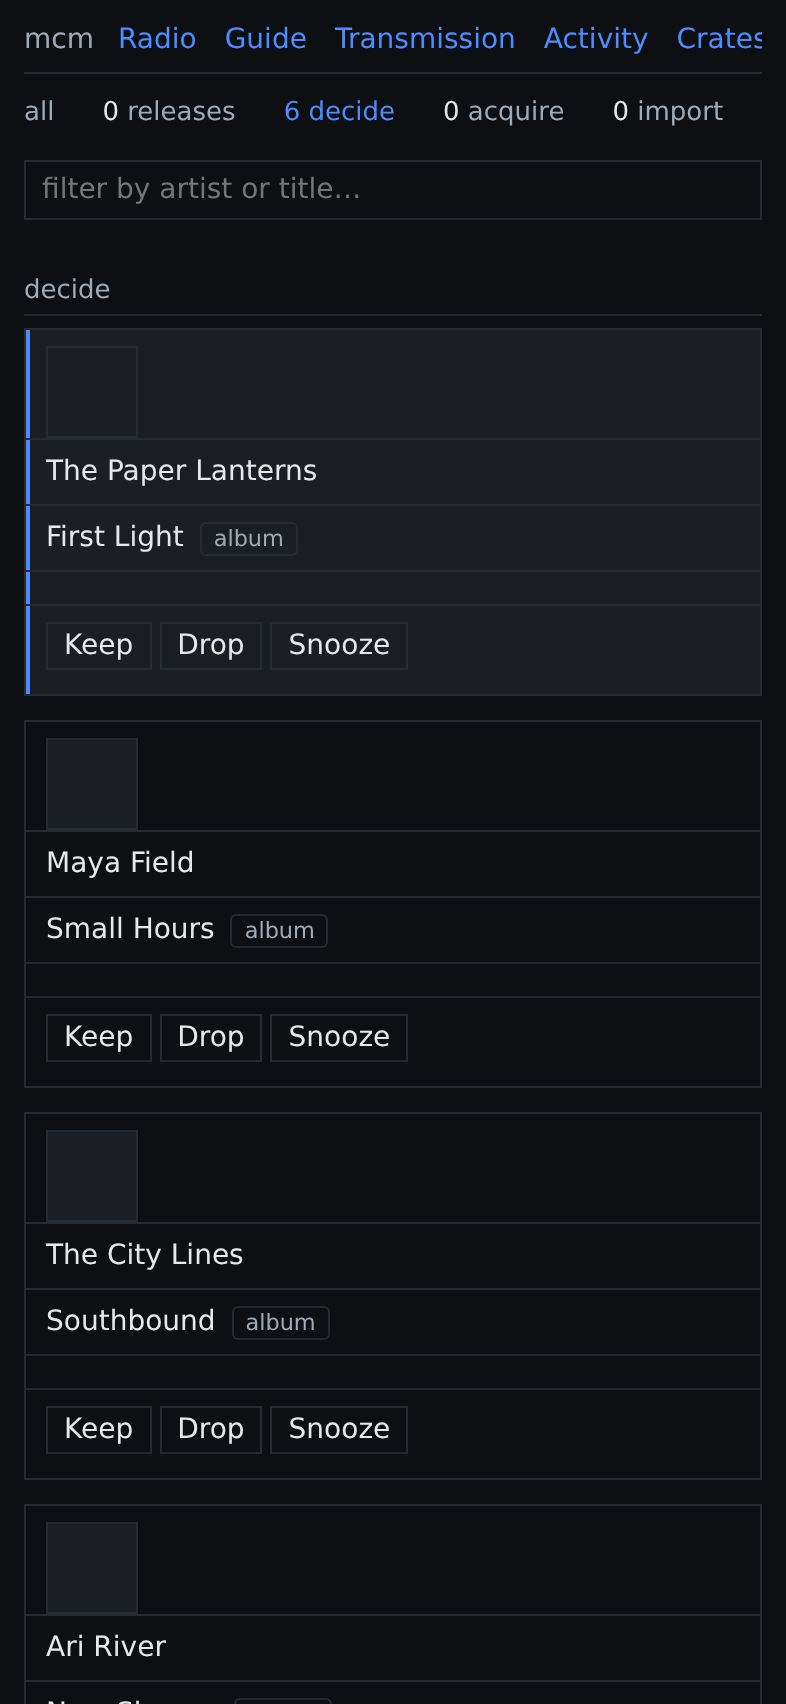 mcm Radio Guide Transmission Activity Crates
all 0 releases 6 decide 0 acquire 0 import
filter by artist or title...
decide
The Paper Lanterns
First Light album
Keep Drop Snooze
Maya Field
Small Hours album
Keep Drop Snooze
The City Lines
Southbound album
Keep Drop Snooze
Ari River